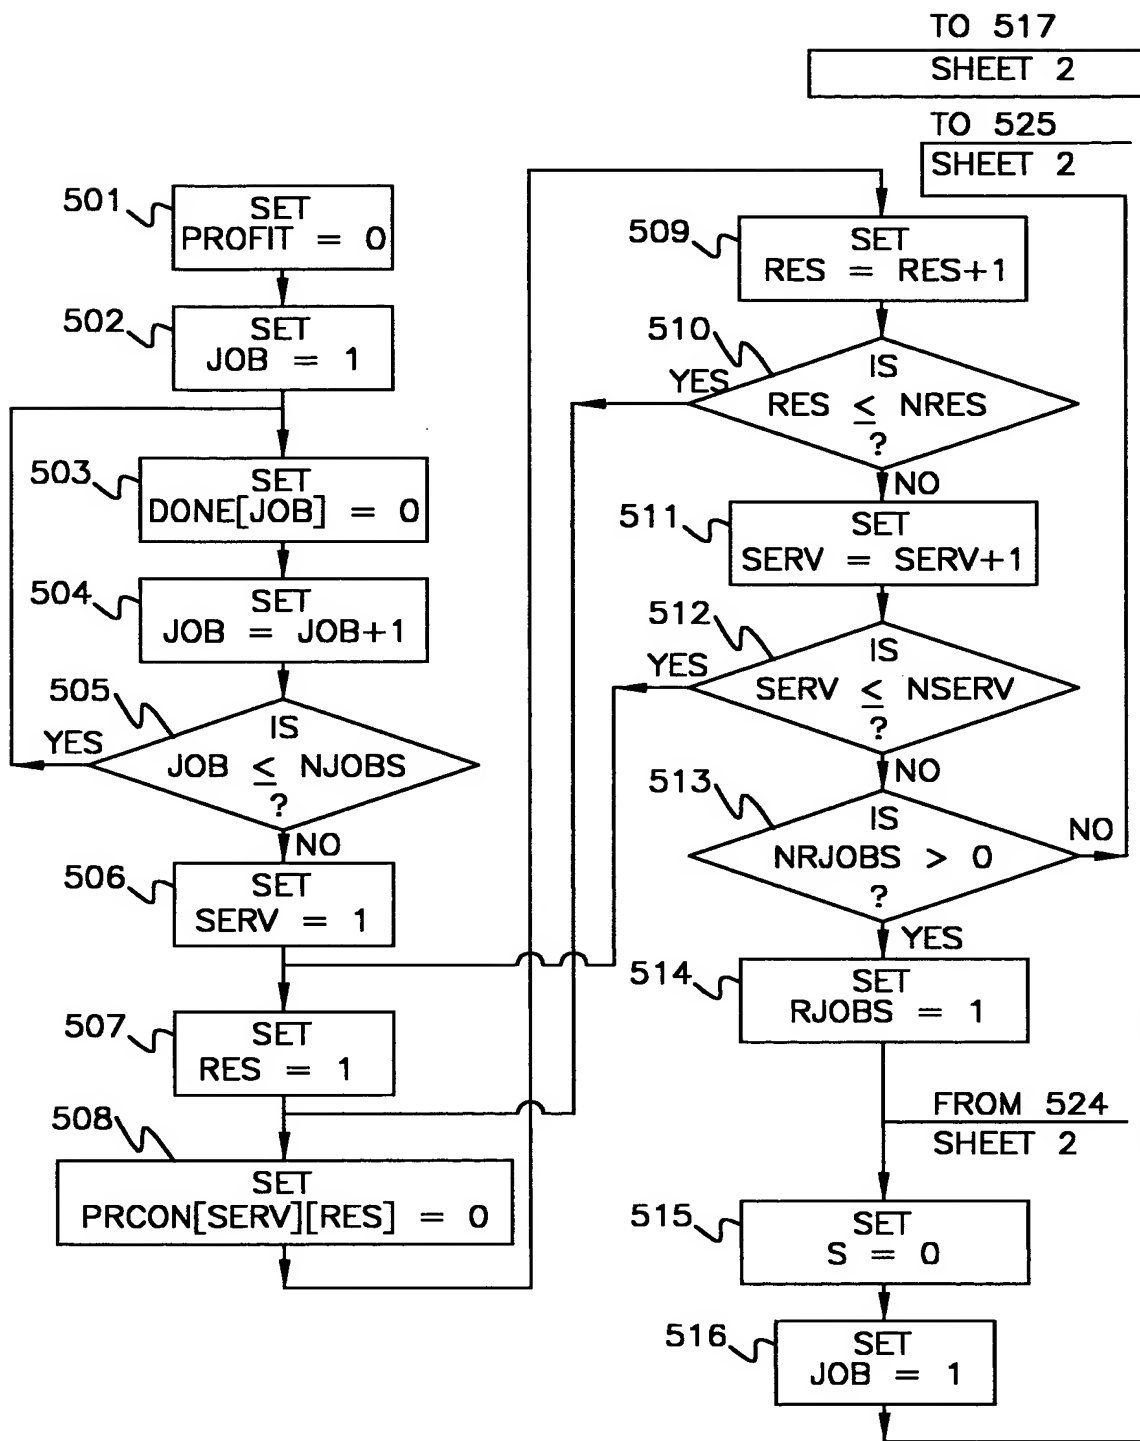 TO 517
SHEET 2
TO 525
SHEET 2
501
SET
PROFIT = 0
502
SET
JOB = 1
503
SET
DONE[JOB] = 0
504
SET
JOB = JOB+1
505
IS
JOB ≤ NJOBS
?
YES
NO
506
SET
SERV = 1
507
SET
RES = 1
508
SET
PRCON[SERV][RES] = 0
509
SET
RES = RES+1
510
IS
RES ≤ NRES
?
YES
NO
511
SET
SERV = SERV+1
512
IS
SERV ≤ NSERV
?
YES
NO
513
IS
NRJOBS > 0
?
NO
YES
514
SET
RJOBS = 1
FROM 524
SHEET 2
515
SET
S = 0
516
SET
JOB = 1